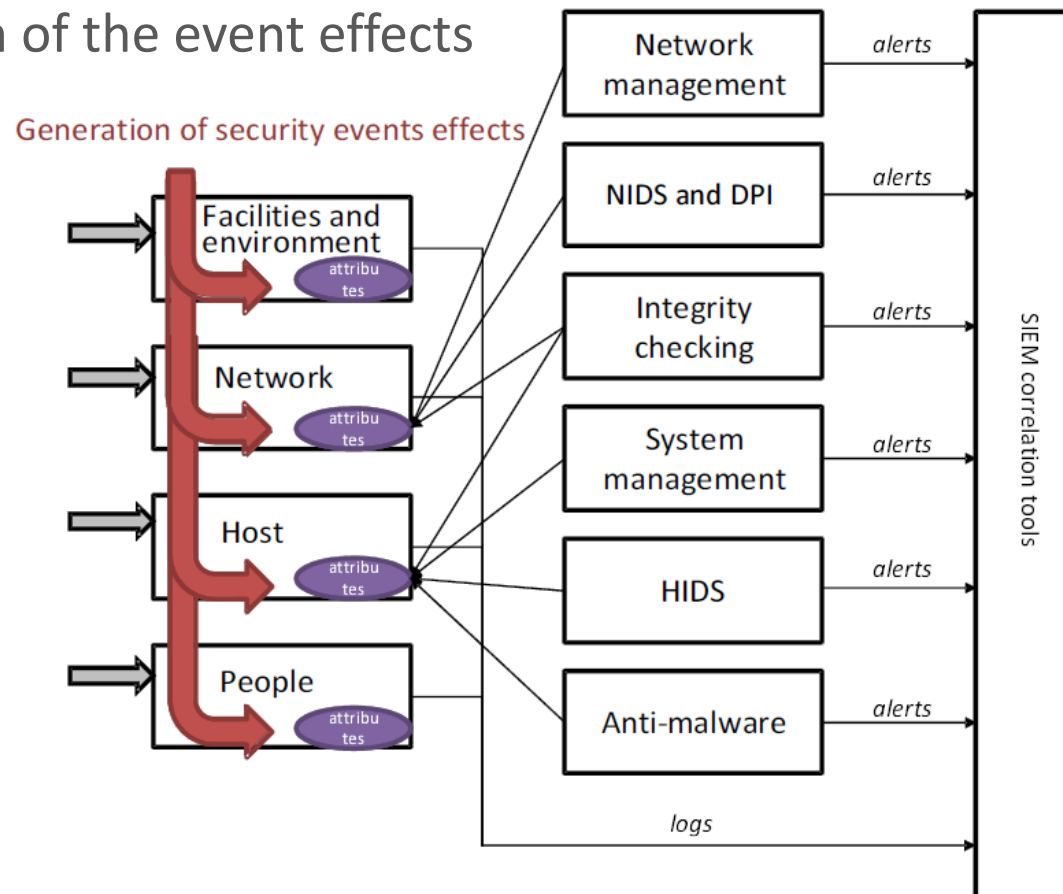 n of the event effects
Generation of security events effects
Facilities and
environment
attribu
tes
Network
attribu
tes
Host
attribu
tes
People
attribu
tes
Network
management
alerts
NIDS and DPI
alerts
Integrity
checking
alerts
System
management
alerts
HIDS
alerts
Anti-malware
alerts
logs
SIEM correlation tools